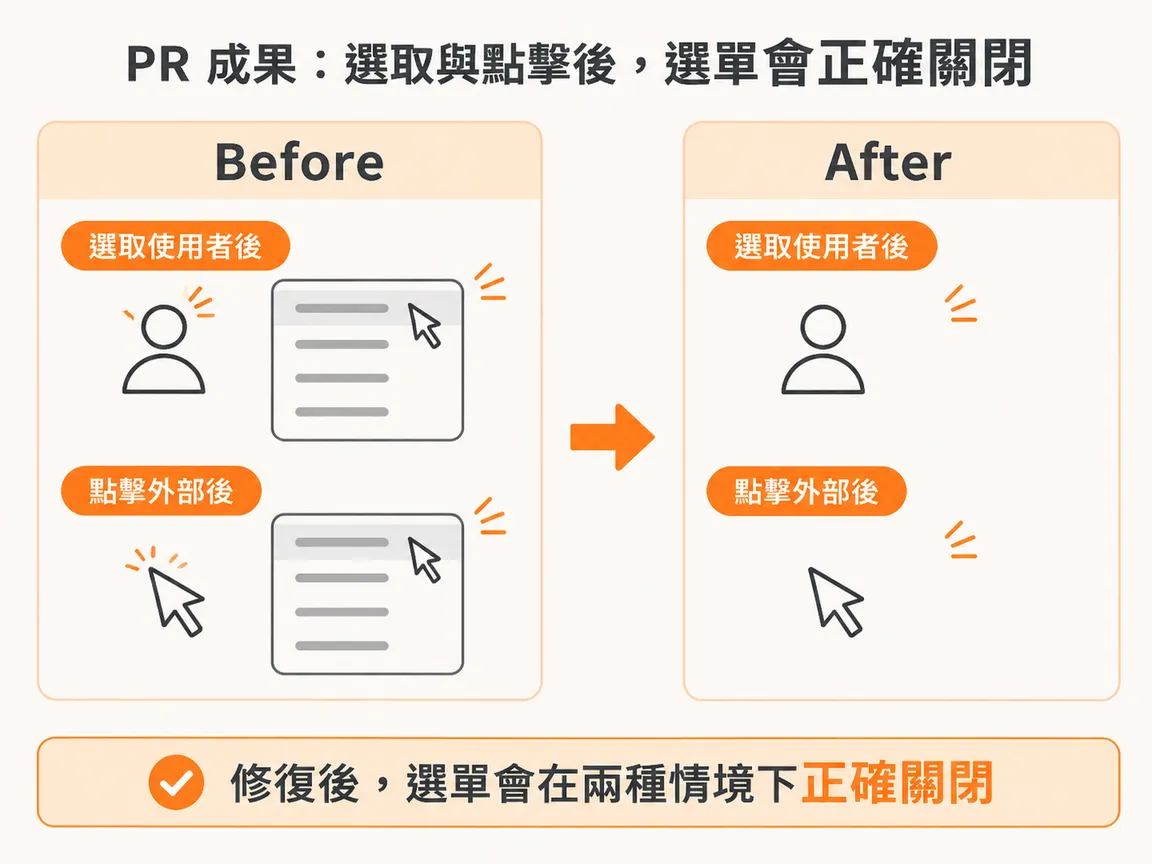 PR 成果：選取與點擊後，選單會正確關閉
Before
選取使用者後
點擊外部後
After
選取使用者後
點擊外部後
修復後，選單會在兩種情境下正確關閉